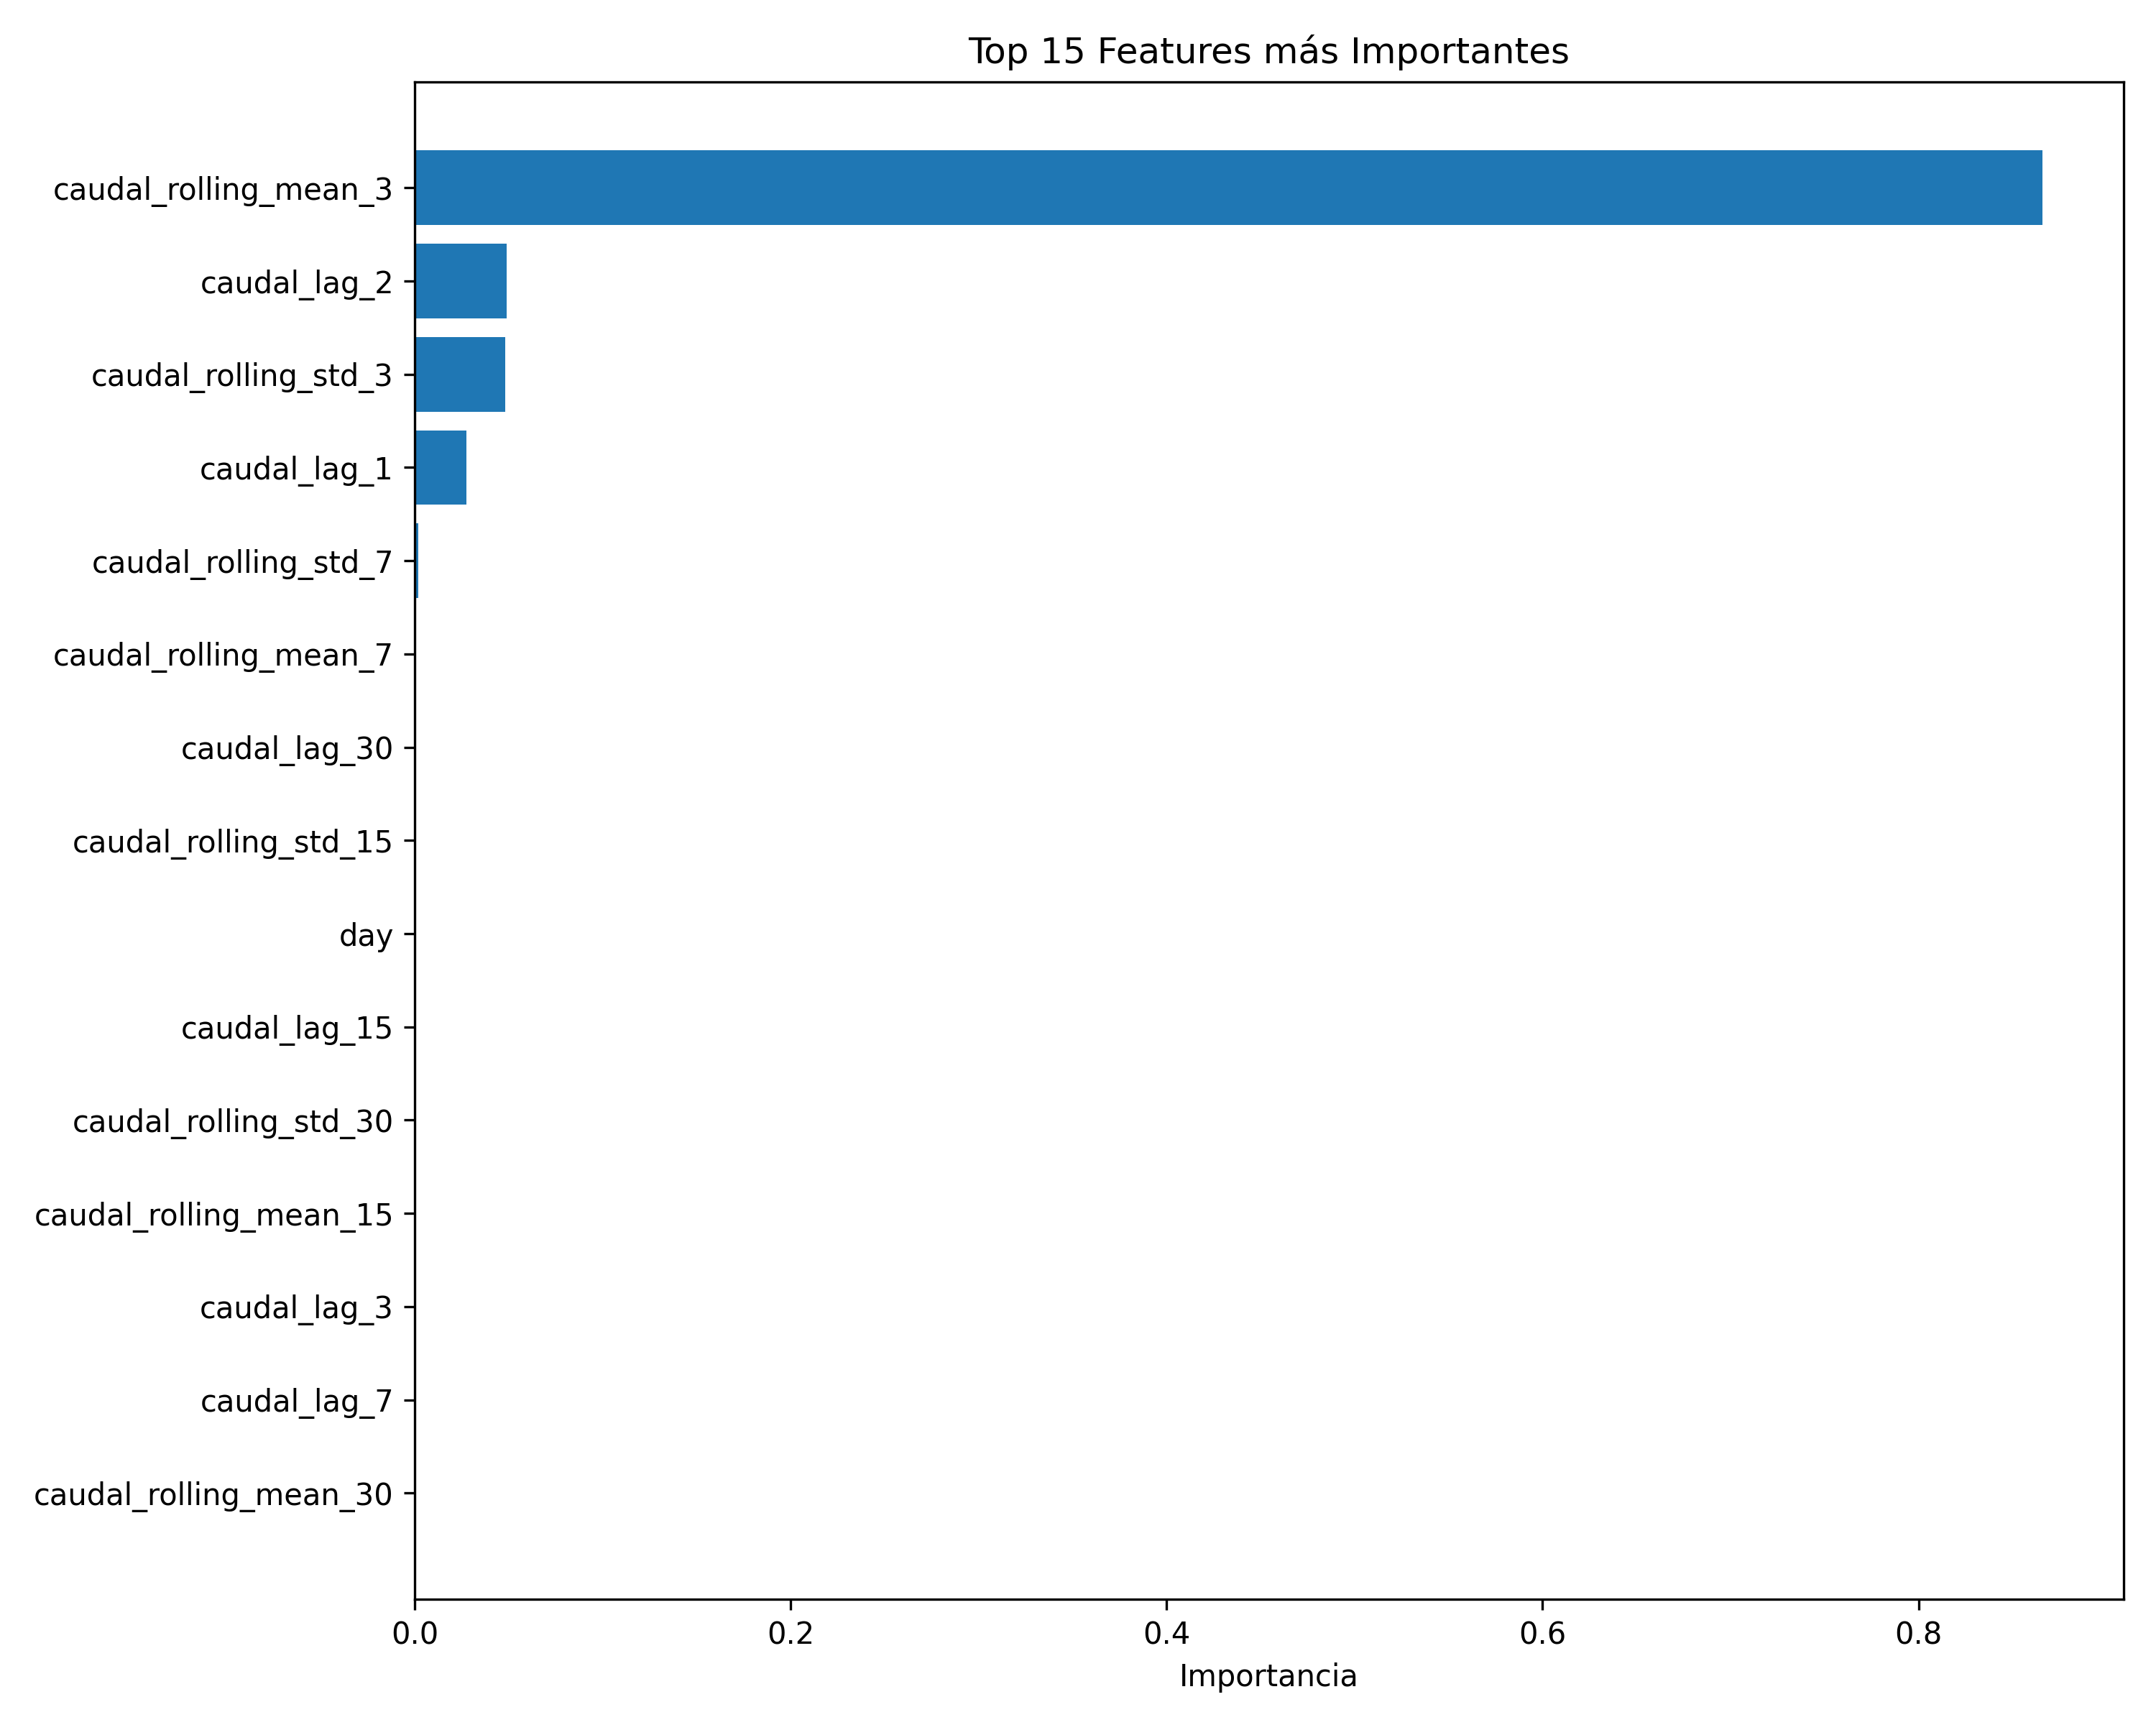 Top 15 Features más Importantes
caudal_rolling_mean_3
caudal_lag_2
caudal_rolling_std_3
caudal_lag_1
caudal_rolling_std_7
caudal_rolling_mean_7
caudal_lag_30
caudal_rolling_std_15
day
caudal_lag_15
caudal_rolling_std_30
caudal_rolling_mean_15
caudal_lag_3
caudal_lag_7
caudal_rolling_mean_30
0.0 0.2 0.4 0.6 0.8
Importancia